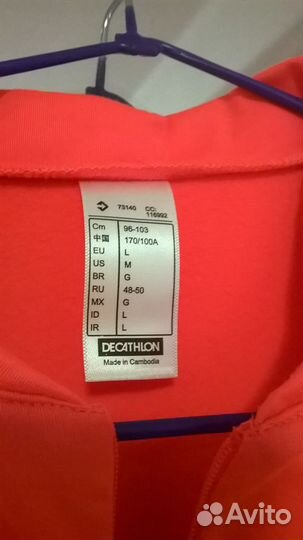 73140 CC: 116992
Cm 96-103
中国 170/100A
EU L
US M
BR G
RU 48-50
MX G
ID L
IR L
DECATHLON
Made in Cambodia
Avito